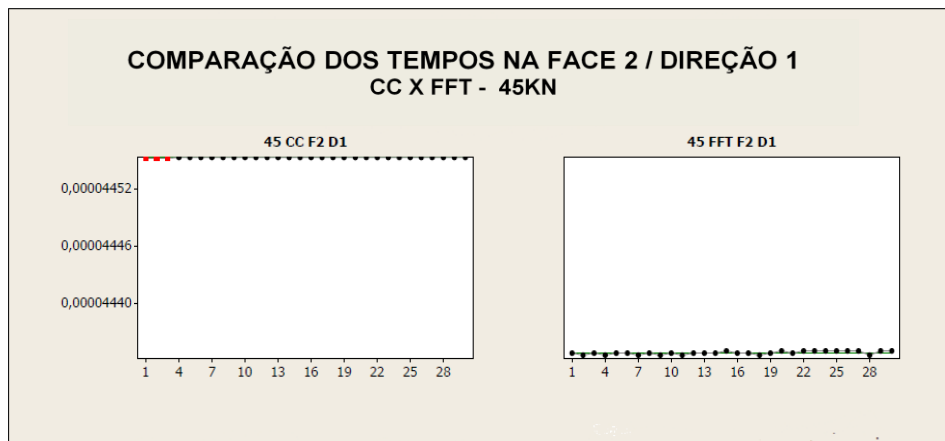 COMPARAÇÃO DOS TEMPOS NA FACE 2 / DIREÇÃO 1
CC X FFT - 45KN
45 CC F2 D1
0,00004452
0,00004446
0,00004440
1 4 7 10 13 16 19 22 25 28
45 FFT F2 D1
1 4 7 10 13 16 19 22 25 28